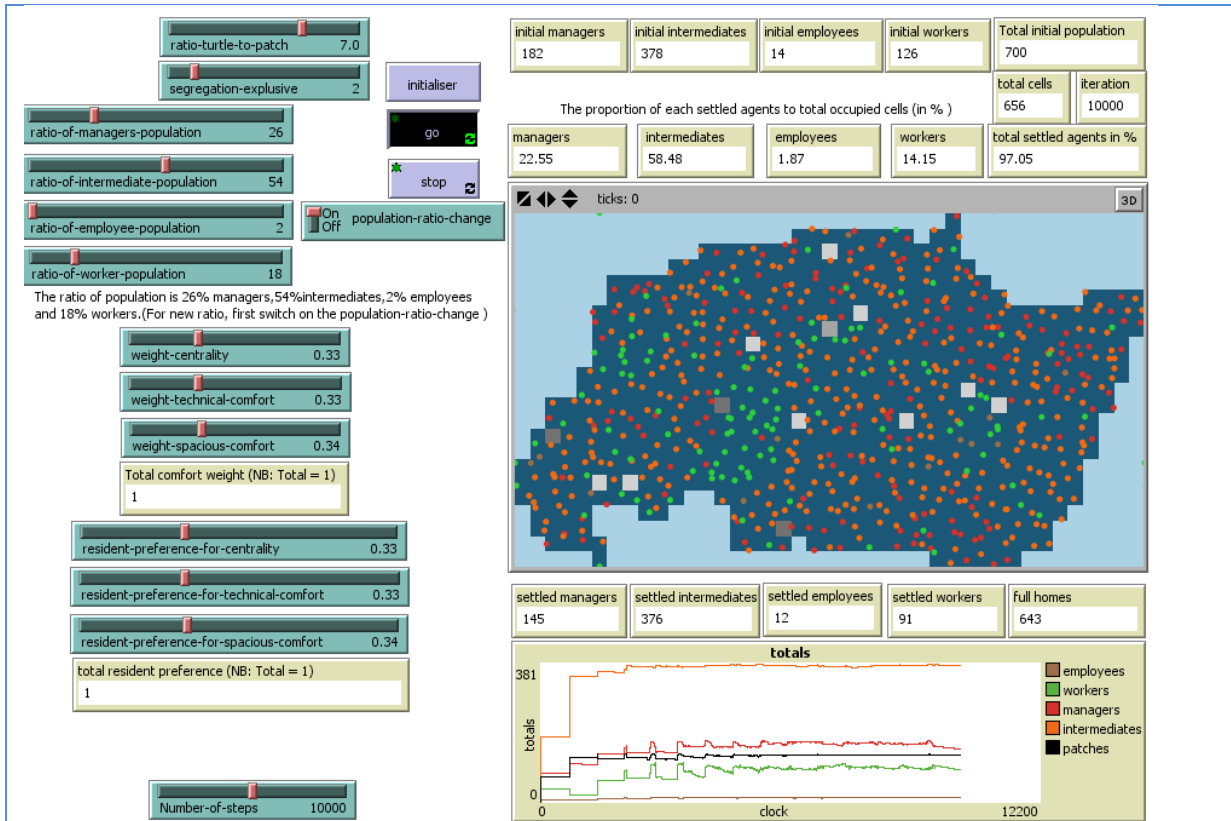 ratio-turtle-to-patch 7.0
segregation-explusive 2
initialiser
ratio-of-managers-population 26
go
ratio-of-intermediate-population 54
stop
ratio-of-employee-population 2
On
Off
population-ratio-change
ratio-of-worker-population 18
The ratio of population is 26% managers,54%intermediates,2% employees
and 18% workers.(For new ratio, first switch on the population-ratio-change )
weight-centrality 0.33
weight-technical-comfort 0.33
weight-spacious-comfort 0.34
Total comfort weight (NB: Total = 1)
1
resident-preference-for-centrality 0.33
resident-preference-for-technical-comfort 0.33
resident-preference-for-spacious-comfort 0.34
total resident preference (NB: Total = 1)
1
Number-of-steps 10000
initial managers
182
initial intermediates
378
initial employees
14
initial workers
126
Total initial population
700
total cells
656
iteration
10000
The proportion of each settled agents to total occupied cells (in % )
managers
22.55
intermediates
58.48
employees
1.87
workers
14.15
total settled agents in %
97.05
ticks: 0
3D
settled managers
145
settled intermediates
376
settled employees
12
settled workers
91
full homes
643
totals
381
totals
0
0
clock
12200
employees
workers
managers
intermediates
patches